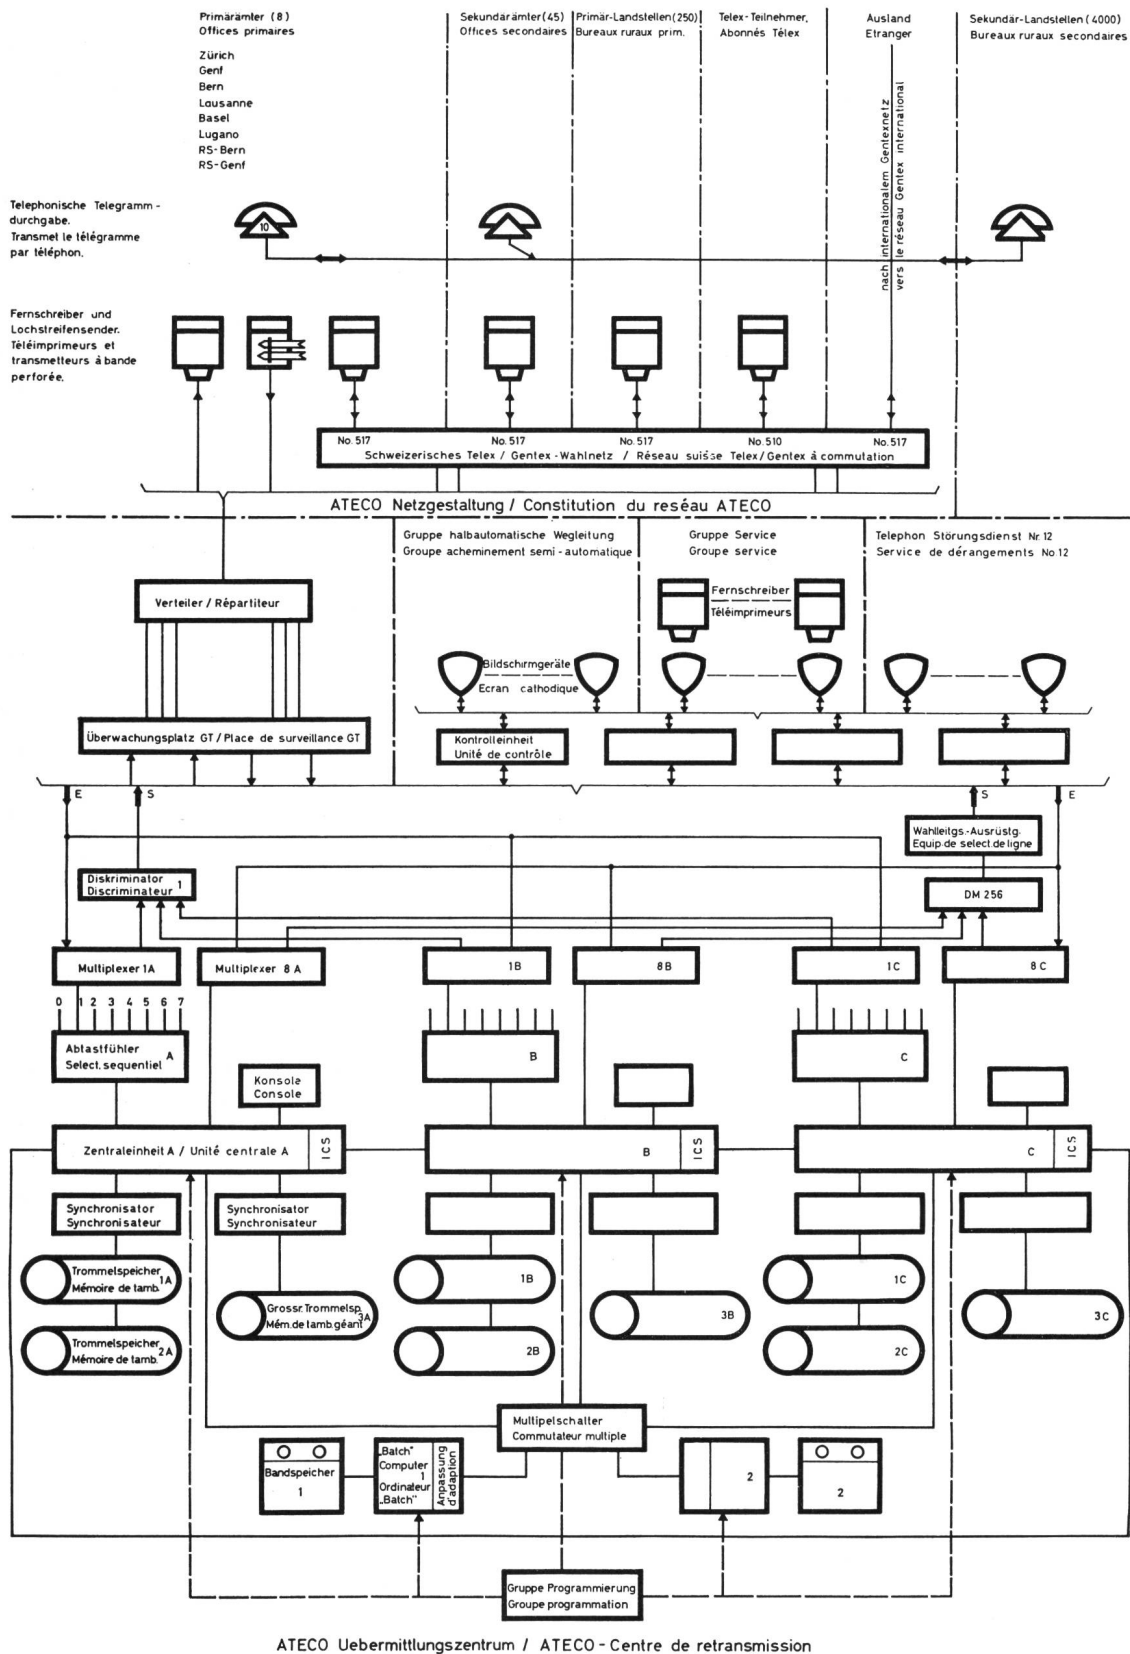 Primärämter (8)
Offices primaires
Zürich
Genf
Bern
Lausanne
Basel
Lugano
RS-Bern
RS-Genf
Sekundärämter (45)
Offices secondaires
Primär-Landstellen (250)
Bureaux ruraux prim.
Telex-Teilnehmer,
Abonnés Télex
Ausland
Etranger
Sekundär-Landstellen (4000)
Bureaux ruraux secondaires
nach internationalem Gentexnetz
vers le réseau Gentex international
Telephonische Telegramm-
durchgabe.
Transmet le télégramme
par téléphon.
10
Fernschreiber und
Lochstreifensender.
Téléimprimeurs et
transmetteurs à bande
perforée.
No. 517
No. 517
No. 517
No. 510
No. 517
Schweizerisches Telex / Gentex-Wahlnetz / Réseau suisse Telex/Gentex à commutation
ATECO Netzgestaltung / Constitution du reséau ATECO
Gruppe halbautomatische Wegleitung
Groupe acheminement semi-automatique
Gruppe Service
Groupe service
Telephon Störungsdienst Nr. 12
Service de dérangements No. 12
Verteiler / Répartiteur
Fernschreiber
Téléimprimeurs
Bildschirmgeräte
Ecran cathodique
Überwachungsplatz GT / Place de surveillance GT
Kontrolleinheit
Unité de contrôle
E
S
S
E
Wahlleitgs.-Ausrüstg.
Equip. de select. de ligne
Diskriminator
Discriminateur 1
DM 256
Multiplexer 1A
Multiplexer 8 A
1B
8B
1C
8C
0 1 2 3 4 5 6 7
Abtastfühler
Select. sequentiel A
B
C
Konsole
Console
Zentraleinheit A / Unité centrale A
ICS
B
ICS
C
ICS
Synchronisator
Synchronisateur
Synchronisator
Synchronisateur
Trommelspeicher
Mémoire de tamb. 1A
1B
1C
Grossr. Trommelsp.
Mém. de tamb. géant 3A
3B
3C
Trommelspeicher
Mémoire de tamb. 2A
2B
2C
Multipelschalter
Commutateur multiple
Bandspeicher
1
„Batch"
Computer
1
Ordinateur
„Batch"
Anpassung
d'adaption
2
2
Gruppe Programmierung
Groupe programmation
ATECO Uebermittlungszentrum / ATECO-Centre de retransmission